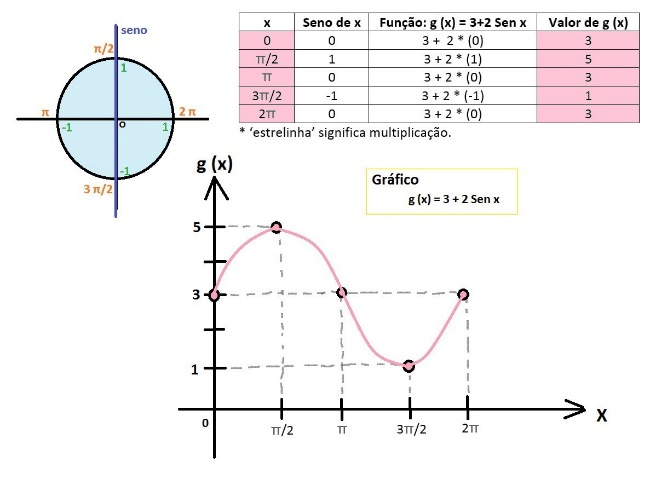 seno
π/2
1
π
2 π
-1
o
1
-1
3 π/2
x Seno de x Função: g (x) = 3+2 Sen x Valor de g (x)
0 0 3 + 2 * (0) 3
π/2 1 3 + 2 * (1) 5
π 0 3 + 2 * (0) 3
3π/2 -1 3 + 2 * (-1) 1
2π 0 3 + 2 * (0) 3
* ‘estrelinha’ significa multiplicação.
g (x)
Gráfico
g (x) = 3 + 2 Sen x
5
3
1
0
π/2 π 3π/2 2π
X